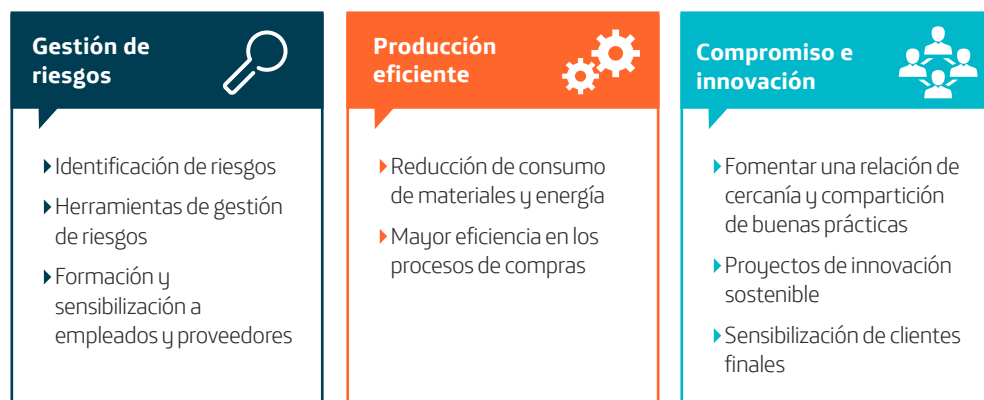 Gestión de
riesgos
Identificación de riesgos
Herramientas de gestión
de riesgos
Formación y
sensibilización a
empleados y proveedores
Producción
eficiente
Reducción de consumo
de materiales y energía
Mayor eficiencia en los
procesos de compras
Compromiso e
innovación
Fomentar una relación de
cercanía y compartición
de buenas prácticas
Proyectos de innovación
sostenible
Sensibilización de clientes
finales